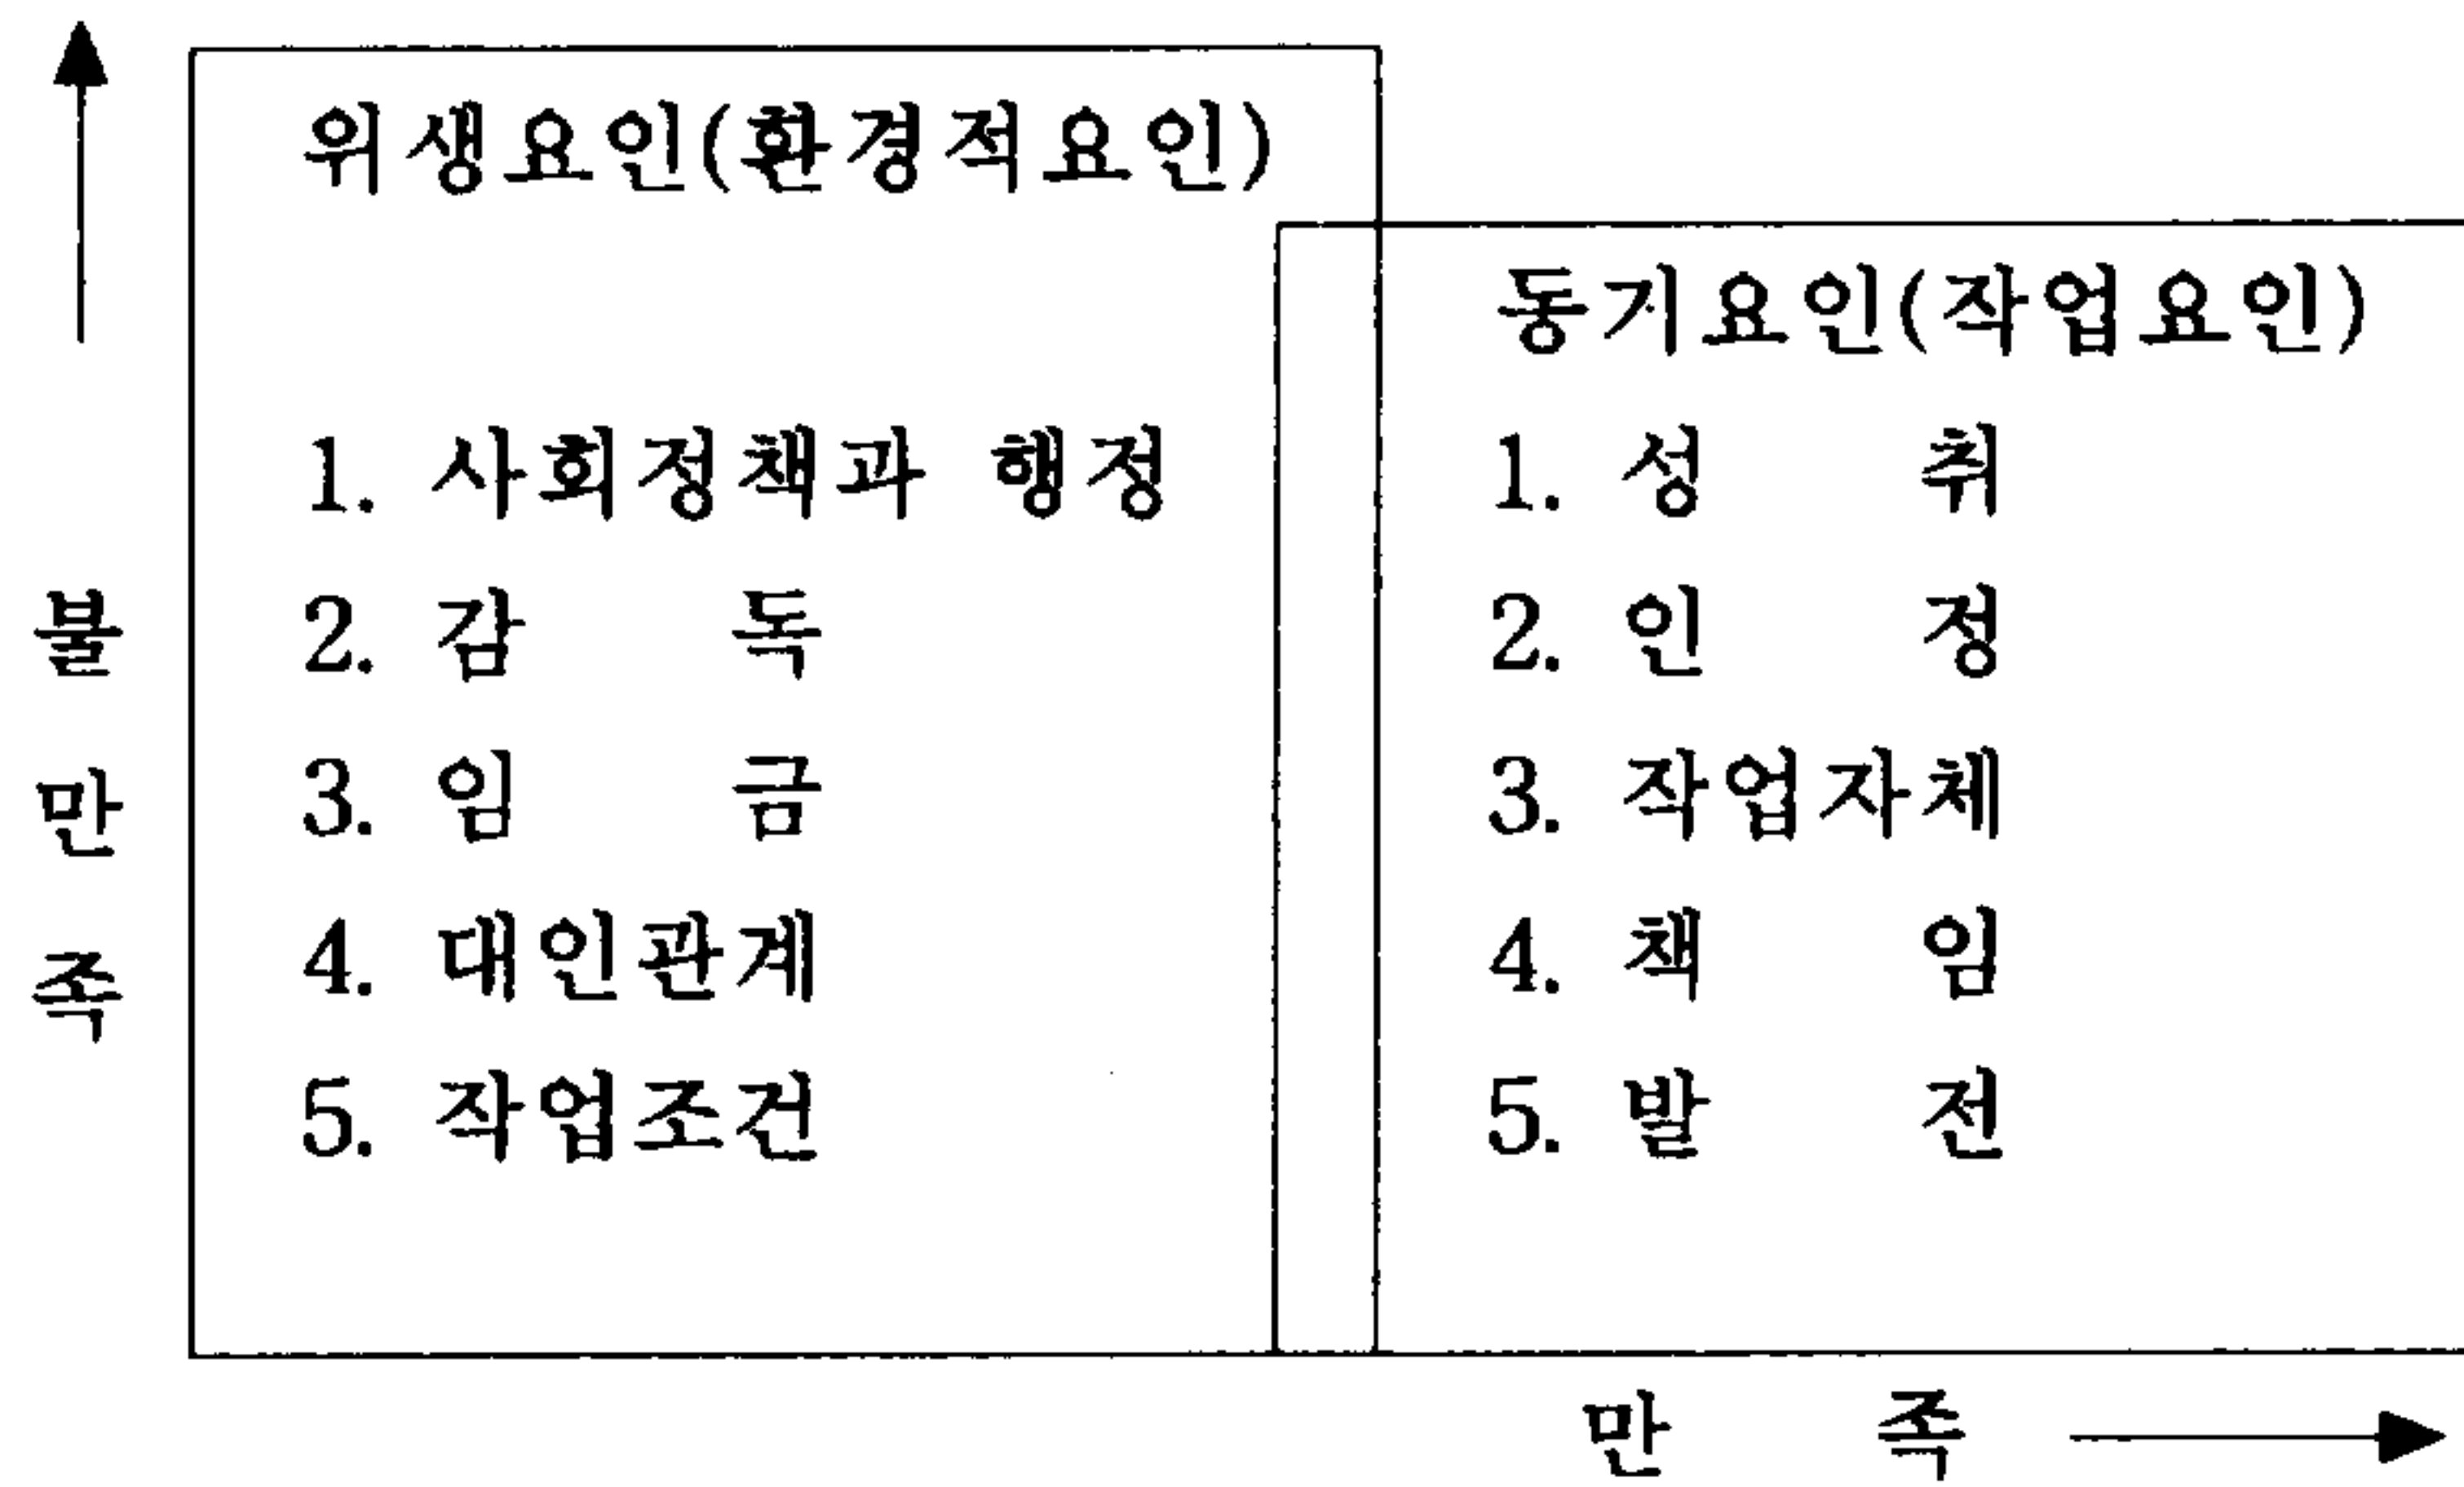 위생요인(환경적요인)
1. 사회정책과 행정
2. 감 독
3. 임 금
4. 대인관계
5. 작업조건
동기요인(작업요인)
1. 성 취
2. 인 정
3. 작업자체
4. 책 임
5. 발 전
불
만
족
만 족